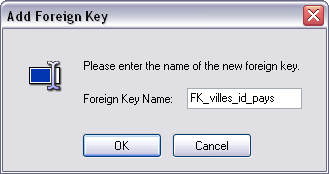 Add Foreign Key
Please enter the name of the new foreign key.
Foreign Key Name: FK_villes_id_pays
OK Cancel